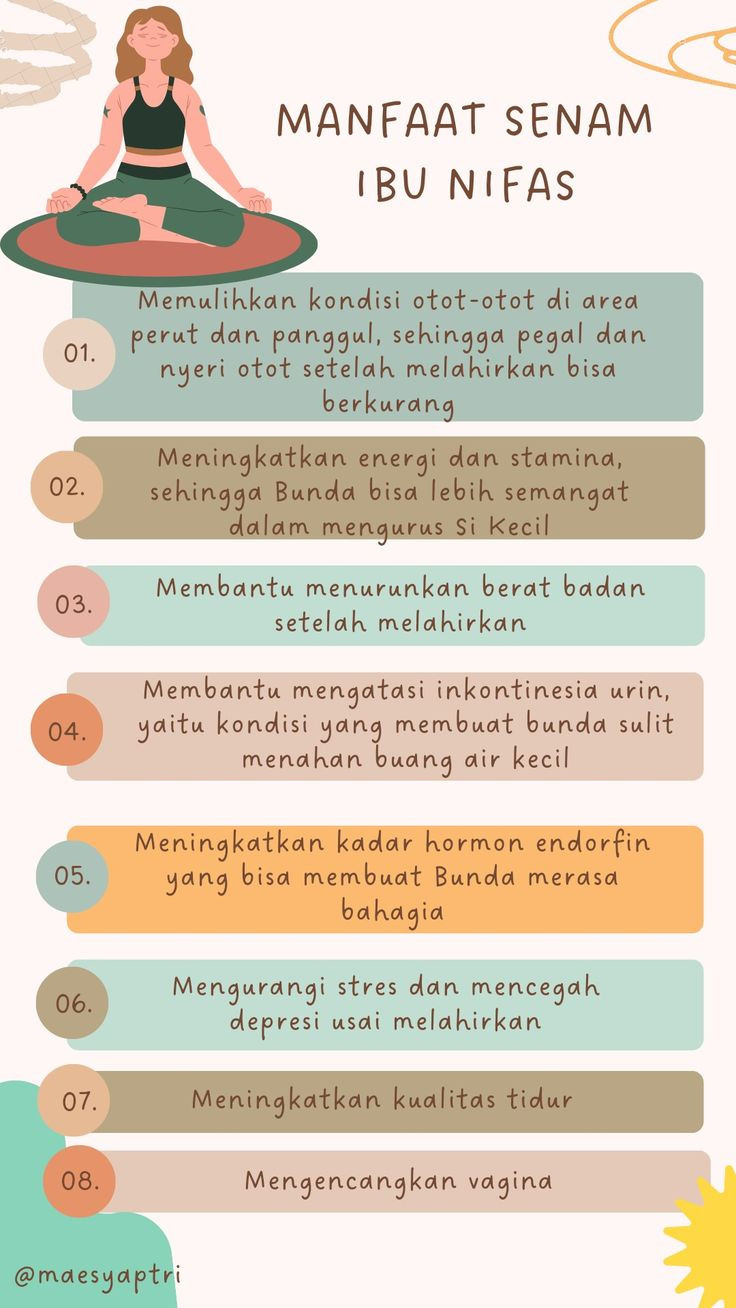 MANFAAT SENAM
IBU NIFAS
01.
Memulihkan kondisi otot-otot di area
perut dan panggul, sehingga pegal dan
nyeri otot setelah melahirkan bisa
berkurang
02.
Meningkatkan energi dan stamina,
sehingga Bunda bisa lebih semangat
dalam mengurus Si Kecil
03.
Membantu menurunkan berat badan
setelah melahirkan
04.
Membantu mengatasi inkontinesia urin,
yaitu kondisi yang membuat bunda sulit
menahan buang air kecil
05.
Meningkatkan kadar hormon endorfin
yang bisa membuat Bunda merasa
bahagia
06.
Mengurangi stres dan mencegah
depresi usai melahirkan
07.
Meningkatkan kualitas tidur
08.
Mengencangkan vagina
@maesyaptri